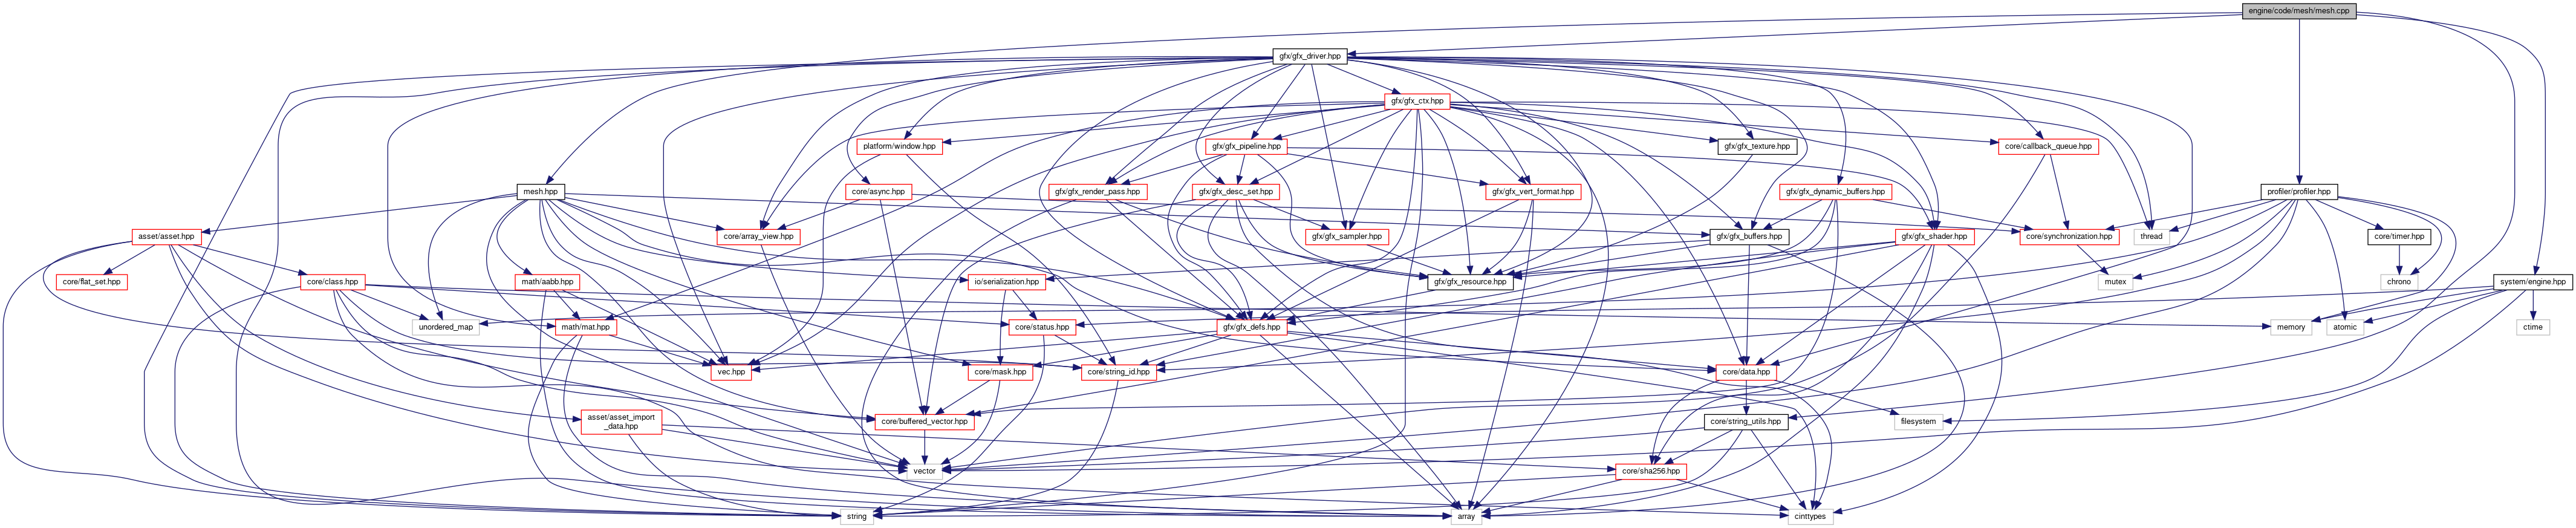 engine/code/mesh/mesh.cpp
gfx/gfx_driver.hpp
gfx/gfx_ctx.hpp
platform/window.hpp
gfx/gfx_pipeline.hpp
gfx/gfx_texture.hpp
core/callback_queue.hpp
mesh.hpp
core/async.hpp
gfx/gfx_render_pass.hpp
gfx/gfx_desc_set.hpp
gfx/gfx_vert_format.hpp
gfx/gfx_dynamic_buffers.hpp
profiler/profiler.hpp
asset/asset.hpp
core/array_view.hpp
gfx/gfx_sampler.hpp
gfx/gfx_buffers.hpp
gfx/gfx_shader.hpp
core/synchronization.hpp
thread
core/timer.hpp
core/flat_set.hpp
core/class.hpp
math/aabb.hpp
io/serialization.hpp
gfx/gfx_resource.hpp
mutex
chrono
system/engine.hpp
unordered_map
math/mat.hpp
core/status.hpp
gfx/gfx_defs.hpp
memory
atomic
ctime
vec.hpp
core/mask.hpp
core/string_id.hpp
core/data.hpp
asset/asset_import
_data.hpp
core/buffered_vector.hpp
core/string_utils.hpp
filesystem
vector
core/sha256.hpp
string
array
cinttypes